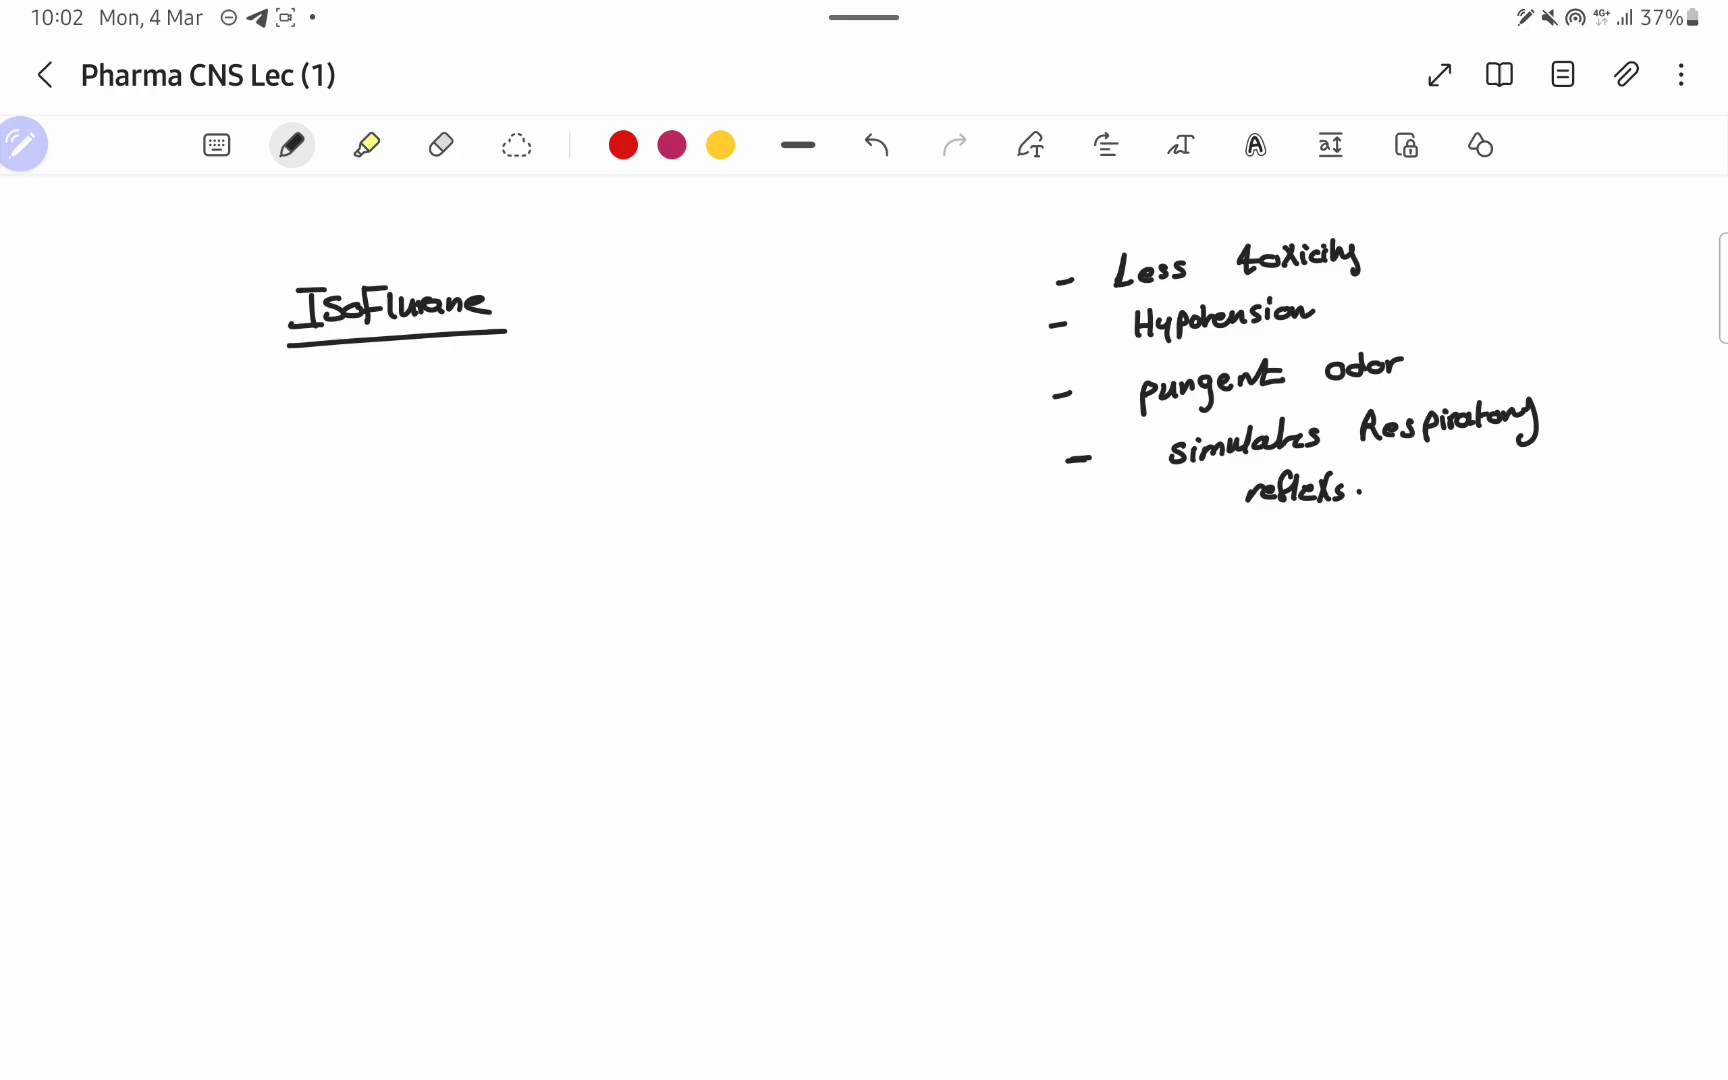 10:02 Mon, 4 Mar
4G+ 37%
Pharma CNS Lec (1)
IsoFlurane
- Less toxicity
- Hypotension
- pungent odor
- simulates Respiratory
reflexs.